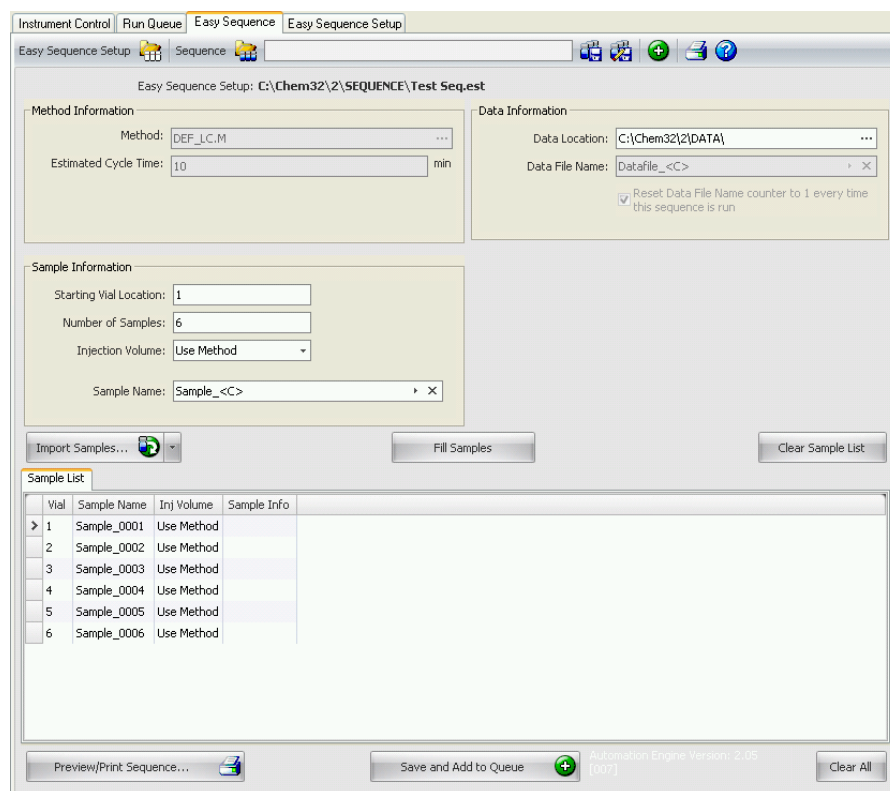 Instrument Control Run Queue Easy Sequence Easy Sequence Setup
Easy Sequence Setup Sequence
Easy Sequence Setup: C:\Chem32\2\SEQUENCE\Test Seq.est
Method Information
Method: DEF_LC.M ...
Estimated Cycle Time: 10 min
Data Information
Data Location: C:\Chem32\2\DATA\ ...
Data File Name: Datafile_<C>
Reset Data File Name counter to 1 every time
this sequence is run
Sample Information
Starting Vial Location: 1
Number of Samples: 6
Injection Volume: Use Method
Sample Name: Sample_<C>
Import Samples... Fill Samples Clear Sample List
Sample List
Vial Sample Name Inj Volume Sample Info
1 Sample_0001 Use Method
2 Sample_0002 Use Method
3 Sample_0003 Use Method
4 Sample_0004 Use Method
5 Sample_0005 Use Method
6 Sample_0006 Use Method
Preview/Print Sequence... Save and Add to Queue Automation Engine Version: 2.05
[007] Clear All